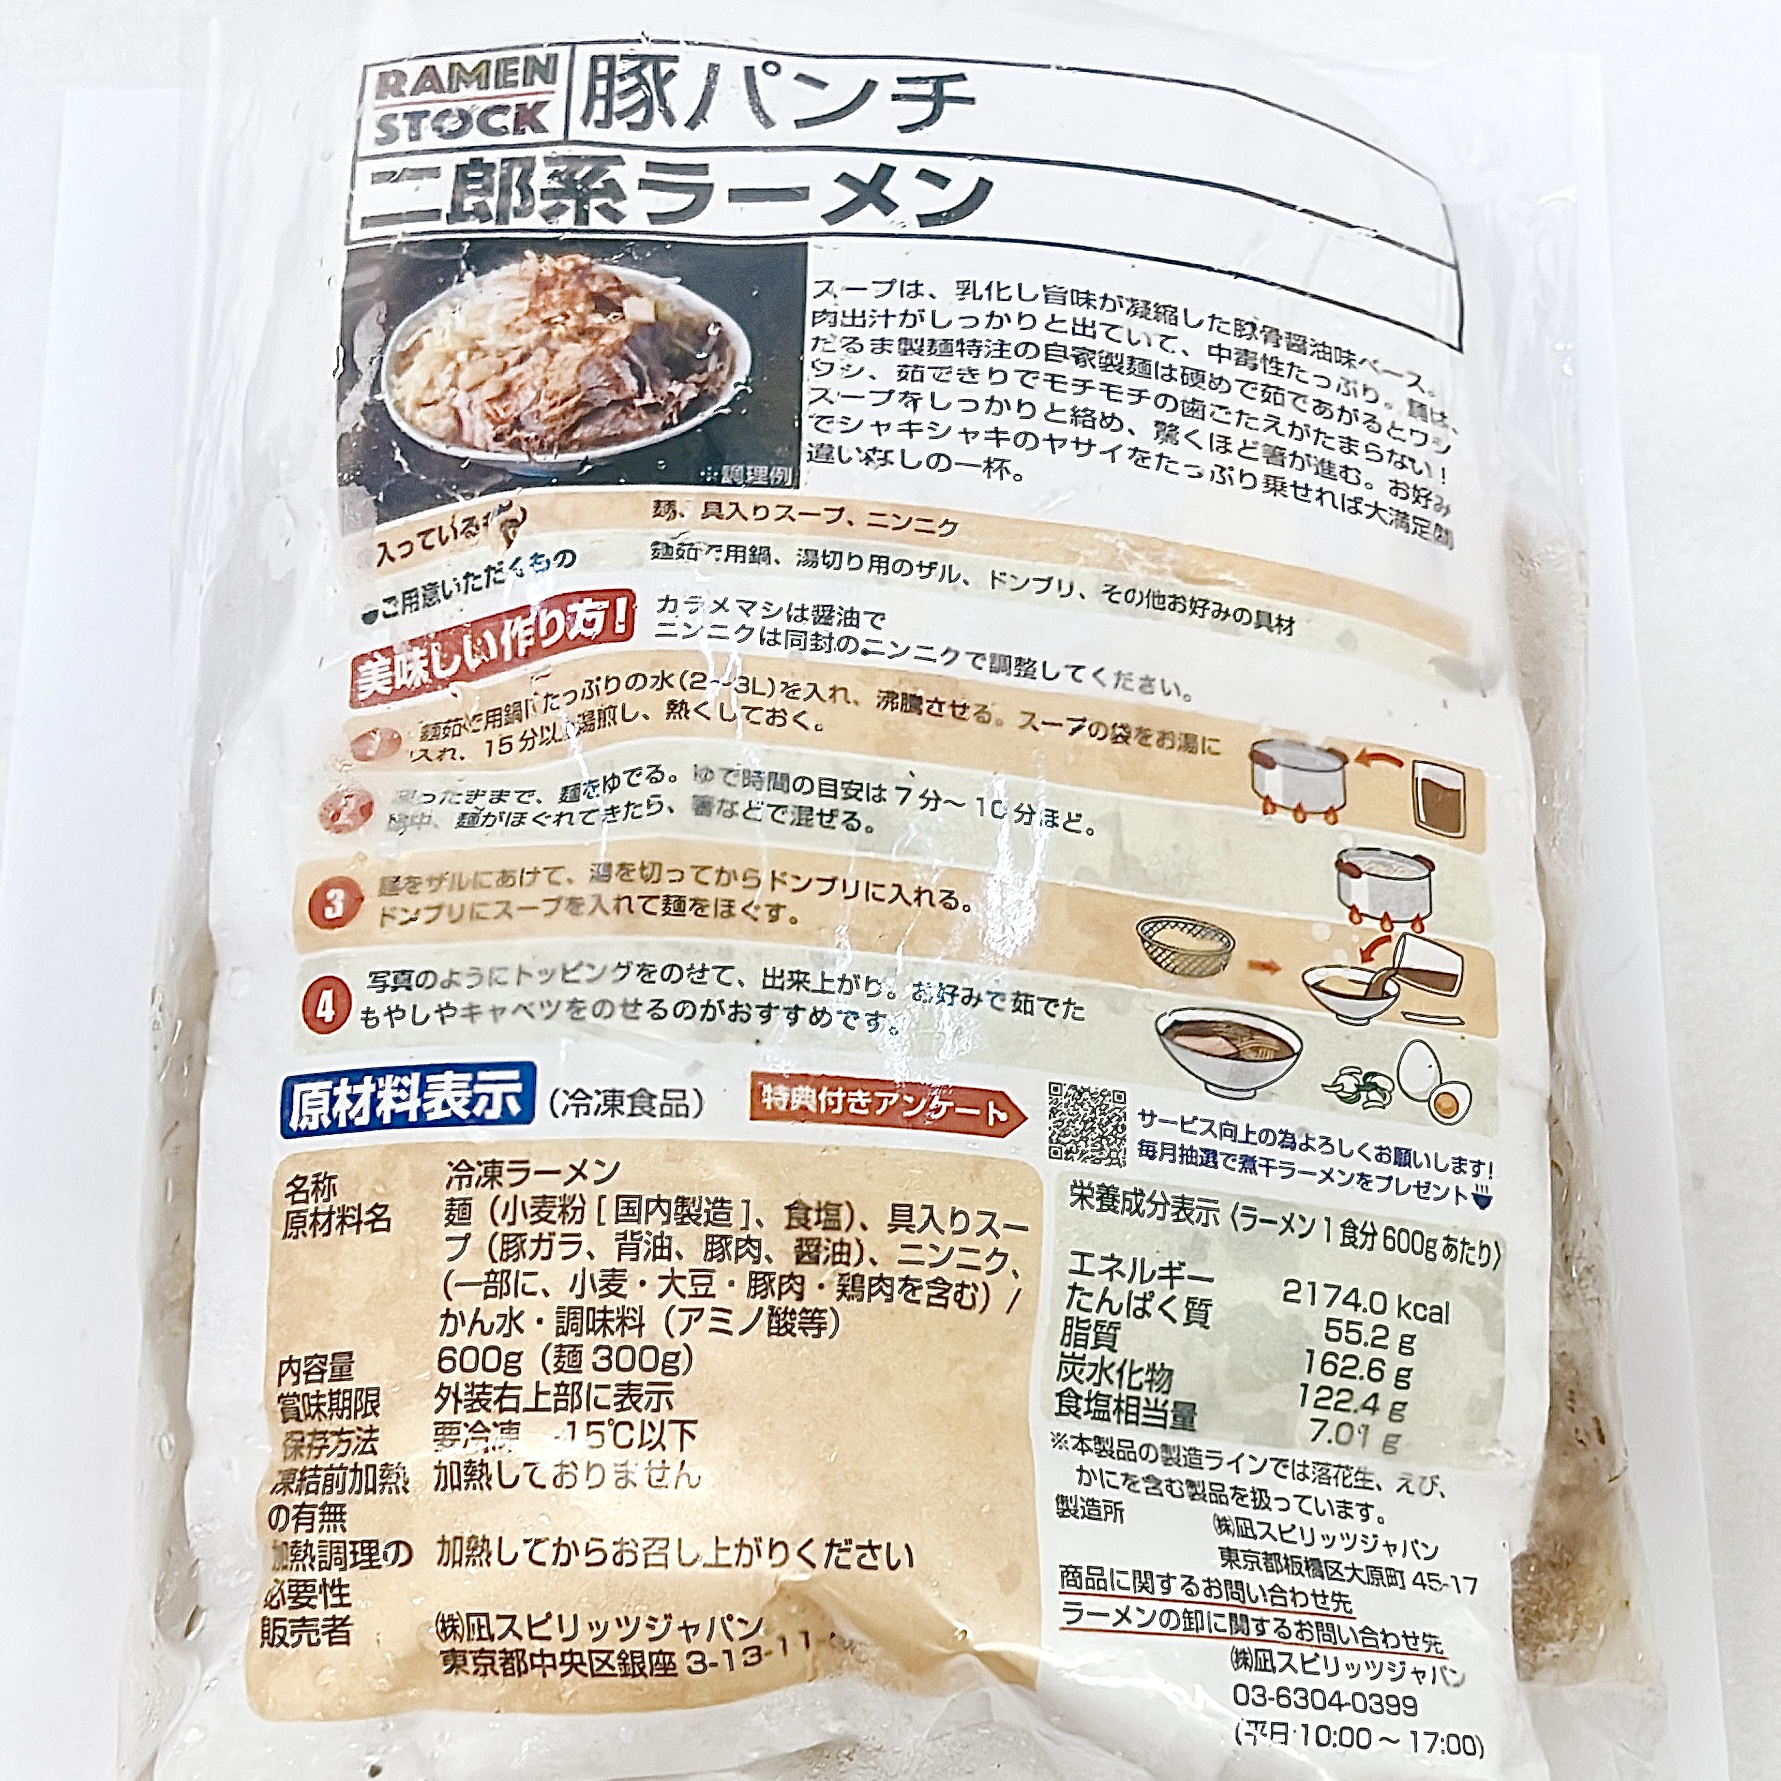 RAMEN
STOCK
豚パンチ
二郎系ラーメン
※調理例
スープは、乳化し旨味が凝縮した豚骨醤油味ベース。
肉出汁がしっかりと出ていて、中毒性たっぷり。麺は、
だるま製麺特注の自家製麺は硬めで茹であがるとワシ
ワシ、茹できりでモチモチの歯ごたえがたまらない！
スープをしっかりと絡め、驚くほど箸が進む。お好み
でシャキシャキのヤサイをたっぷり乗せれば大満足間
違いなしの一杯。
入っているもの
麺、具入りスープ、ニンニク
ご用意いただくもの
麺茹で用鍋、湯切り用のザル、ドンブリ、その他お好みの具材
美味しい作り方！
カラメマシは醤油で
ニンニクは同封のニンニクで調整してください。
1
麺茹で用鍋にたっぷりの水(2〜3L)を入れ、沸騰させる。スープの袋をお湯に
入れ、15分以上湯煎し、熱くしておく。
2
凍ったままで、麺をゆでる。ゆで時間の目安は7分〜10分ほど。
途中、麺がほぐれてきたら、箸などで混ぜる。
3
麺をザルにあけて、湯を切ってからドンブリに入れる。
ドンブリにスープを入れて麺をほぐす。
4
写真のようにトッピングをのせて、出来上がり。お好みで茹でた
もやしやキャベツをのせるのがおすすめです。
原材料表示 (冷凍食品)
特典付きアンケート
サービス向上の為よろしくお願いします！
毎月抽選で煮干ラーメンをプレゼント
名称 冷凍ラーメン
原材料名 麺（小麦粉[国内製造]、食塩）、具入りスー
プ（豚ガラ、背油、豚肉、醤油）、ニンニク、
(一部に、小麦・大豆・豚肉・鶏肉を含む) /
かん水・調味料（アミノ酸等）
内容量 600g（麺300g）
賞味期限 外装右上部に表示
保存方法 要冷凍 -15℃以下
凍結前加熱 加熱しておりません
の有無
加熱調理の 加熱してからお召し上がりください
必要性
販売者 ㈱凪スピリッツジャパン
東京都中央区銀座 3-13-11
栄養成分表示〈ラーメン1食分600gあたり〉
エネルギー 2174.0 kcal
たんぱく質 55.2 g
脂質 162.6 g
炭水化物 122.4 g
食塩相当量 7.01 g
※本製品の製造ラインでは落花生、えび、
かにを含む製品を扱っています。
製造所 ㈱凪スピリッツジャパン
東京都板橋区大原町 45-17
商品に関するお問い合わせ先
ラーメンの卸に関するお問い合わせ先
㈱凪スピリッツジャパン
03-6304-0399
(平日 10:00 〜 17:00)